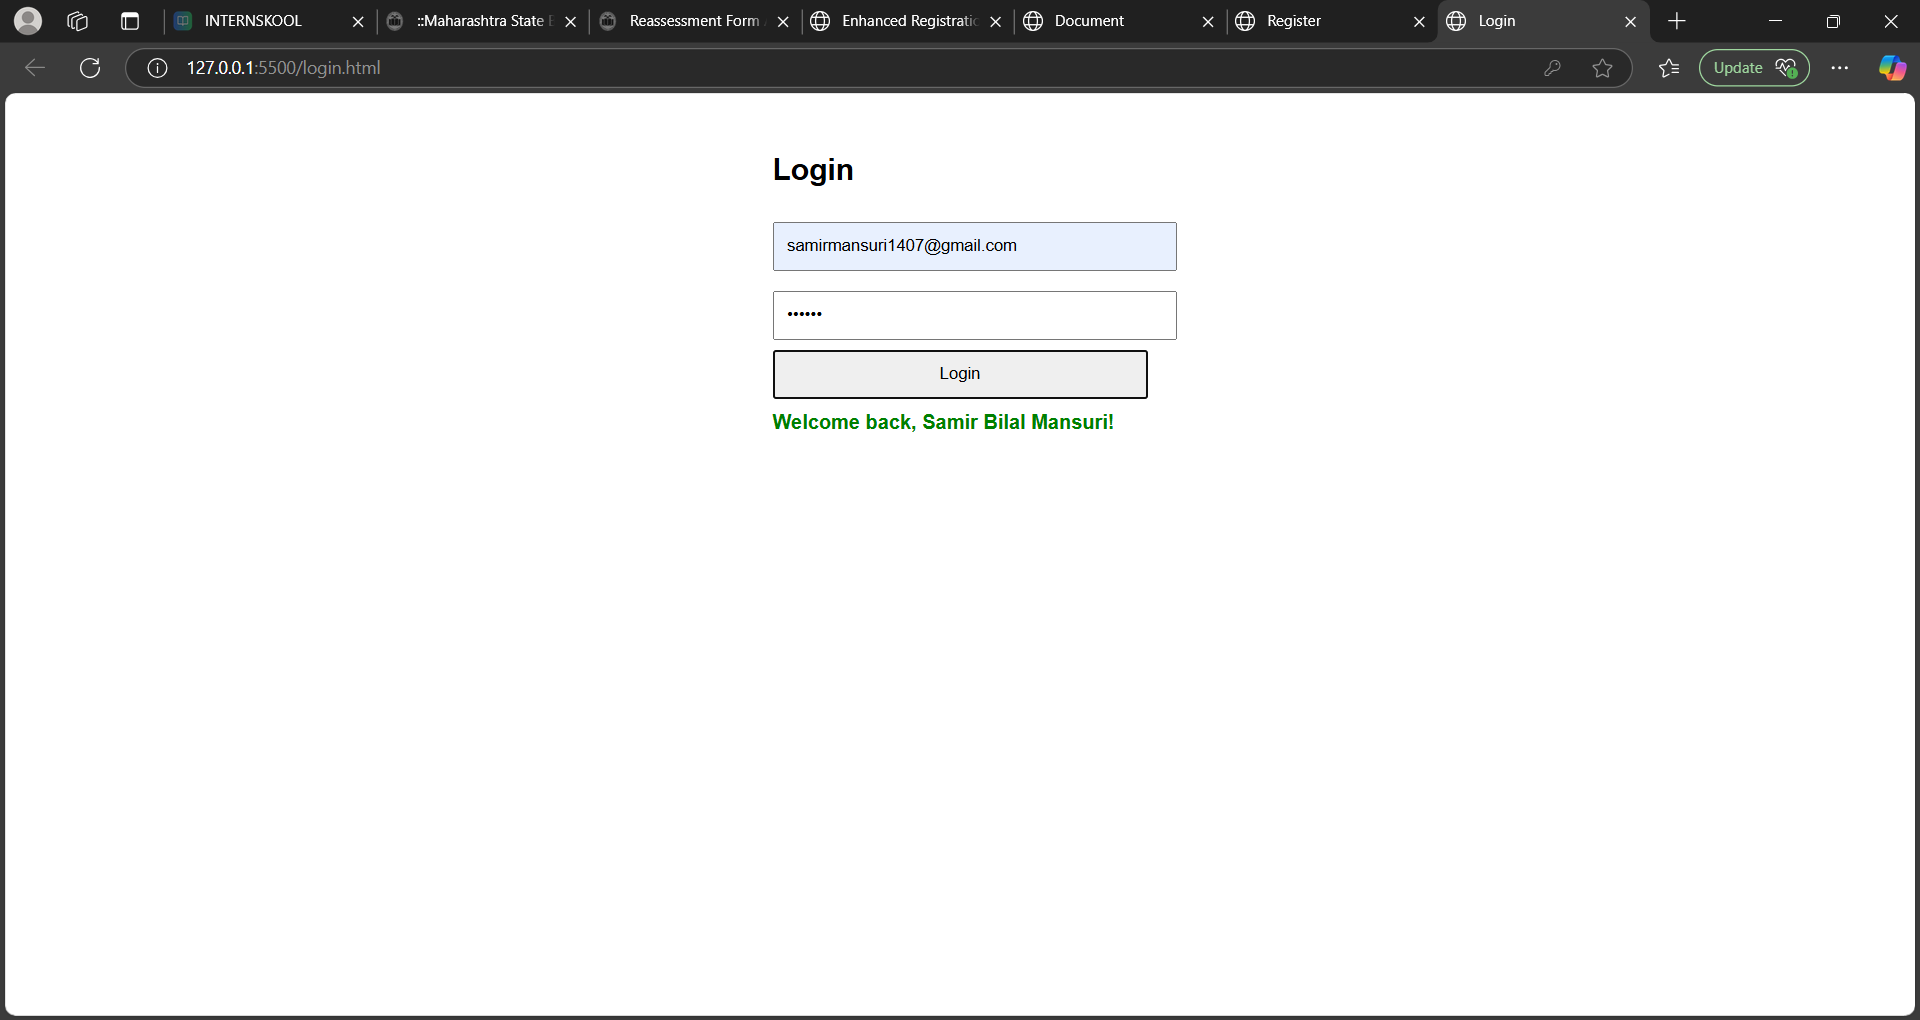 INTERNSKOOL
::Maharashtra State
Reassessment Form
Enhanced Registratic
Document
Register
Login
127.0.0.1:5500/login.html
Update
Login
samirmansuri1407@gmail.com
••••••
Login
Welcome back, Samir Bilal Mansuri!